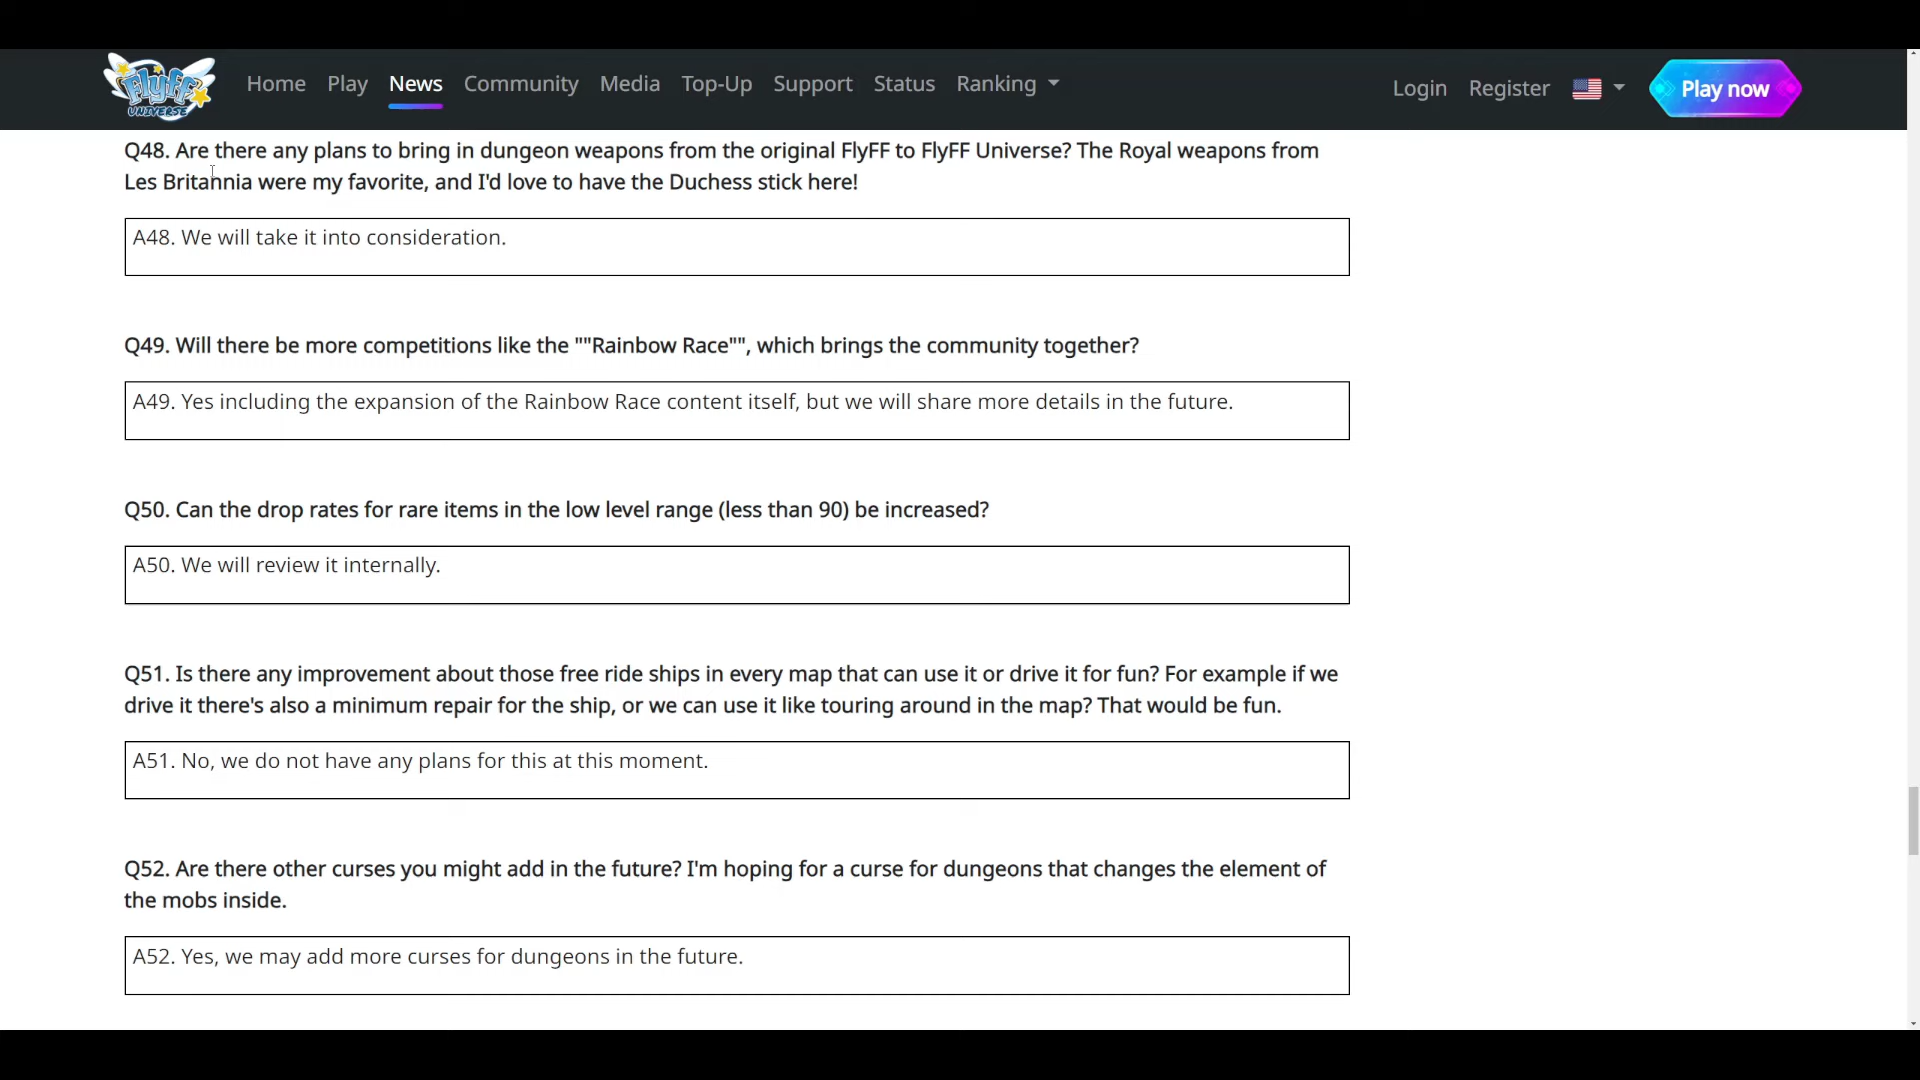 Flyff
UNIVERSE
Home Play News Community Media Top-Up Support Status Ranking Login Register Play now
Q48. Are there any plans to bring in dungeon weapons from the original FlyFF to FlyFF Universe? The Royal weapons from
Les Britannia were my favorite, and I'd love to have the Duchess stick here!
A48. We will take it into consideration.
Q49. Will there be more competitions like the ""Rainbow Race"", which brings the community together?
A49. Yes including the expansion of the Rainbow Race content itself, but we will share more details in the future.
Q50. Can the drop rates for rare items in the low level range (less than 90) be increased?
A50. We will review it internally.
Q51. Is there any improvement about those free ride ships in every map that can use it or drive it for fun? For example if we
drive it there's also a minimum repair for the ship, or we can use it like touring around in the map? That would be fun.
A51. No, we do not have any plans for this at this moment.
Q52. Are there other curses you might add in the future? I'm hoping for a curse for dungeons that changes the element of
the mobs inside.
A52. Yes, we may add more curses for dungeons in the future.